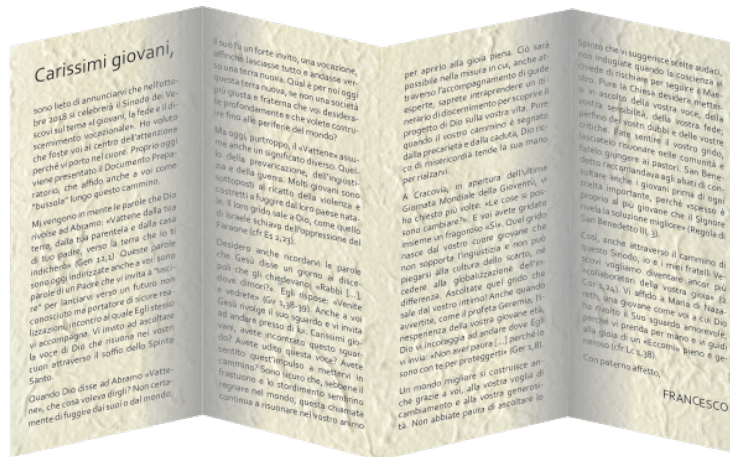 Carissimi giovani,
sono lieto di annunciarvi che nell'otto-
bre 2018 si celebrerà il Sinodo dei Ve-
scovi sul tema «I giovani, la fede e il di-
scernimento vocazionale». Ho voluto
che foste voi al centro dell'attenzione
perché vi porto nel cuore. Proprio oggi
viene presentato il Documento Prepa-
ratorio, che affido anche a voi come
"bussola" lungo questo cammino.
Mi vengono in mente le parole che Dio
rivolse ad Abramo: «Vattene dalla tua
terra, dalla tua parentela e dalla casa
di tuo padre, verso la terra che io ti
indicherò» (Gen 12,1). Queste parole
sono oggi indirizzate anche a voi: sono
parole di un Padre che vi invita a "usci-
re" per lanciarvi verso un futuro non
conosciuto ma portatore di sicure rea-
lizzazioni, incontro al quale Egli stesso
vi accompagna. Vi invito ad ascoltare
la voce di Dio che risuona nei vostri
cuori attraverso il soffio dello Spirito
Santo.
Quando Dio disse ad Abramo «Vatte-
ne», che cosa voleva dirgli? Non certa-
mente di fuggire dai suoi o dal mondo.
Il suo fu un forte invito, una vocazione,
affinché lasciasse tutto e andasse ver-
so una terra nuova. Qual è per noi oggi
questa terra nuova, se non una società
più giusta e fraterna che voi desidera-
te profondamente e che volete costrui-
re fino alle periferie del mondo?
Ma oggi, purtroppo, il «Vattene» assu-
me anche un significato diverso. Quel-
lo della prevaricazione, dell'ingiusti-
zia e della guerra. Molti giovani sono
sottoposti al ricatto della violenza e
costretti a fuggire dal loro paese nata-
le. Il loro grido sale a Dio, come quello
di Israele schiavo dell'oppressione del
Faraone (cfr Es 2,23).
Desidero anche ricordarvi le parole
che Gesù disse un giorno ai disce-
poli che gli chiedevano: «Rabbì [...],
dove dimori?». Egli rispose: «Venite
e vedrete» (Gv 1,38-39). Anche a voi
Gesù rivolge il suo sguardo e vi invita
ad andare presso di lui. Carissimi gio-
vani, avete incontrato questo sguar-
do? Avete udito questa voce? Avete
sentito quest'impulso a mettervi in
cammino? Sono sicuro che, sebbene il
frastuono e lo stordimento sembrino
regnare nel mondo, questa chiamata
continua a risuonare nel vostro animo
per aprirlo alla gioia piena. Ciò sarà
possibile nella misura in cui, anche at-
traverso l'accompagnamento di guide
esperte, saprete intraprendere un iti-
nerario di discernimento per scoprire il
progetto di Dio sulla vostra vita. Pure
quando il vostro cammino è segnato
dalla precarietà e dalla caduta, Dio ric-
co di misericordia tende la sua mano
per rialzarvi.
A Cracovia, in apertura dell'ultima
Giornata Mondiale della Gioventù, vi
ho chiesto più volte: «Le cose si pos-
sono cambiare?». E voi avete gridato
insieme un fragoroso «Sì». Quel grido
nasce dal vostro cuore giovane che
non sopporta l'ingiustizia e non può
piegarsi alla cultura dello scarto, né
cedere alla globalizzazione dell'in-
differenza. Ascoltate quel grido che
sale dal vostro intimo! Anche quando
avvertite, come il profeta Geremia, l'i-
nesperienza della vostra giovane età,
Dio vi incoraggia ad andare dove Egli
vi invia: «Non aver paura [...] perché io
sono con te per proteggerti» (Ger 1,8).
Un mondo migliore si costruisce an-
che grazie a voi, alla vostra voglia di
cambiamento e alla vostra generosi-
tà. Non abbiate paura di ascoltare lo
Spirito che vi suggerisce scelte audaci,
non indugiate quando la coscienza vi
chiede di rischiare per seguire il Mae-
stro. Pure la Chiesa desidera metter-
si in ascolto della vostra voce, della
vostra sensibilità, della vostra fede;
perfino dei vostri dubbi e delle vostre
critiche. Fate sentire il vostro grido,
lasciatelo risuonare nelle comunità e
fatelo giungere ai pastori. San Bene-
detto raccomandava agli abati di con-
sultare anche i giovani prima di ogni
scelta importante, perché «spesso è
proprio al più giovane che il Signore
rivela la soluzione migliore» (Regola di
San Benedetto III, 3).
Così, anche attraverso il cammino di
questo Sinodo, io e i miei fratelli Ve-
scovi vogliamo diventare ancor più
«collaboratori della vostra gioia» (2
Cor 1,24). Vi affido a Maria di Naza-
reth, una giovane come voi a cui Dio
ha rivolto il Suo sguardo amorevole,
perché vi prenda per mano e vi guidi
alla gioia di un «Eccomi» pieno e ge-
neroso (cfr Lc 1,38).
Con paterno affetto,
FRANCESCO